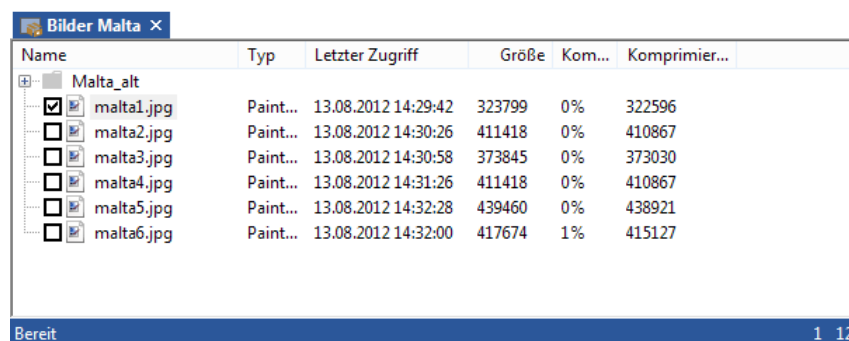 Bilder Malta ×
Name Typ Letzter Zugriff Größe Kom... Komprimier...
Malta_alt
malta1.jpg Paint... 13.08.2012 14:29:42 323799 0% 322596
malta2.jpg Paint... 13.08.2012 14:30:26 411418 0% 410867
malta3.jpg Paint... 13.08.2012 14:30:58 373845 0% 373030
malta4.jpg Paint... 13.08.2012 14:31:26 411418 0% 410867
malta5.jpg Paint... 13.08.2012 14:32:28 439460 0% 438921
malta6.jpg Paint... 13.08.2012 14:32:00 417674 1% 415127
Bereit 1 12